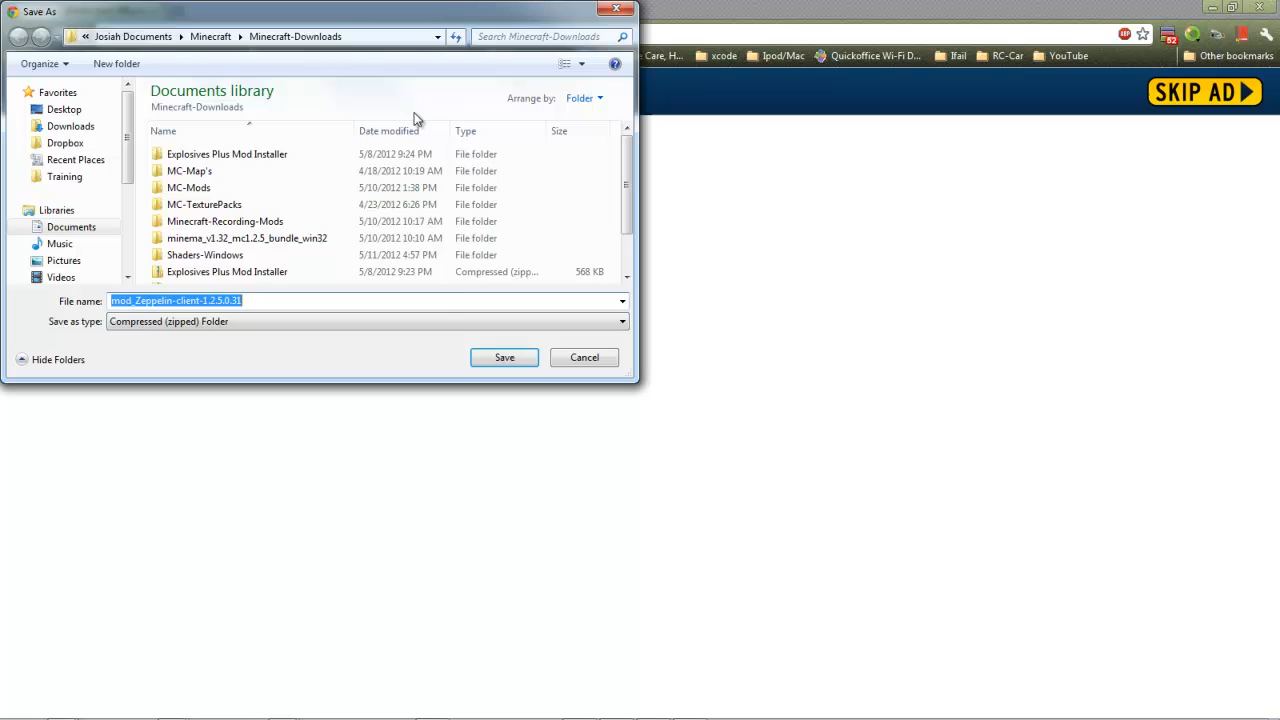 Save As
« Josiah Documents Minecraft Minecraft-Downloads Search Minecraft-Downloads
Care, H... xcode Ipod/Mac Quickoffice Wi-Fi D... Ifail RC-Car YouTube Other bookmarks
52
Organize New folder
SKIP AD
Favorites
Desktop
Downloads
Dropbox
Recent Places
Training
Libraries
Documents
Music
Pictures
Videos
Documents library
Minecraft-Downloads
Arrange by: Folder
Name Date modified Type Size
Explosives Plus Mod Installer 5/8/2012 9:24 PM File folder
MC-Map's 4/18/2012 10:19 AM File folder
MC-Mods 5/10/2012 1:38 PM File folder
MC-TexturePacks 4/23/2012 6:26 PM File folder
Minecraft-Recording-Mods 5/10/2012 10:17 AM File folder
minema_v1.32_mc1.2.5_bundle_win32 5/10/2012 10:10 AM File folder
Shaders-Windows 5/11/2012 4:57 PM File folder
Explosives Plus Mod Installer 5/8/2012 9:23 PM Compressed (zipp... 568 KB
File name: mod_Zeppelin-client-1.2.5.0.31
Save as type: Compressed (zipped) Folder
Hide Folders Save Cancel